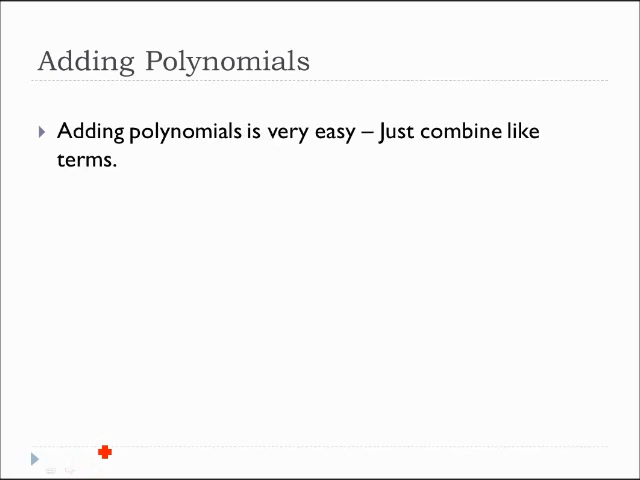 Adding Polynomials
Adding polynomials is very easy – Just combine like
terms.